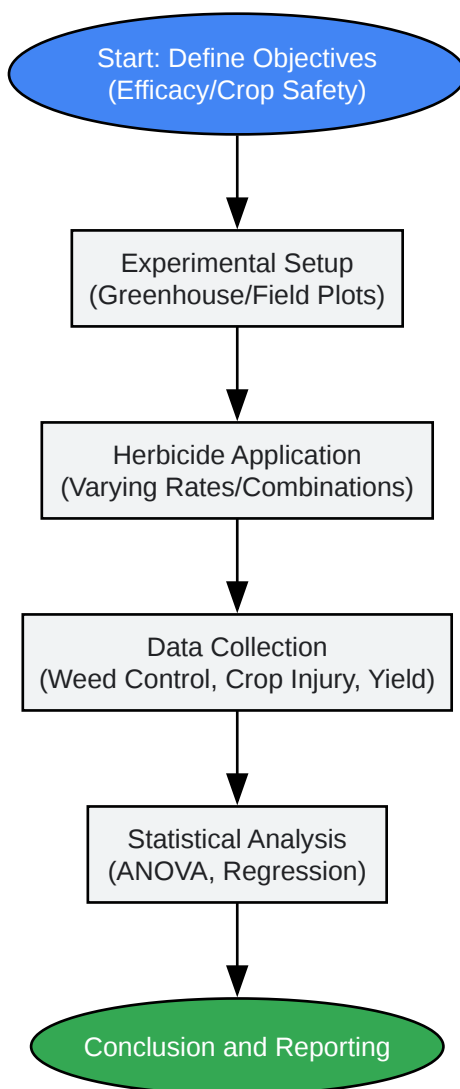 Start: Define Objectives
(Efficacy/Crop Safety)
Experimental Setup
(Greenhouse/Field Plots)
Herbicide Application
(Varying Rates/Combinations)
Data Collection
(Weed Control, Crop Injury, Yield)
Statistical Analysis
(ANOVA, Regression)
Conclusion and Reporting